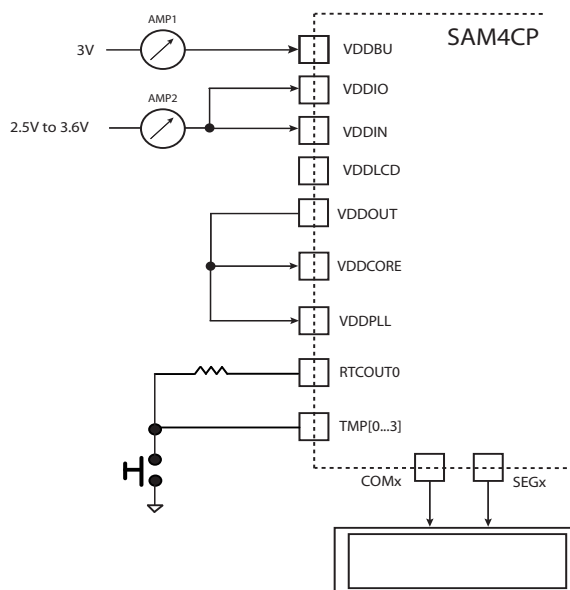 AMP1
SAM4CP
3V
VDDBU
VDDIO
AMP2
2.5V to 3.6V
VDDIN
VDDLCD
VDDOUT
VDDCORE
VDDPLL
RTCOUT0
TMP[0...3]
COMx
SEGx